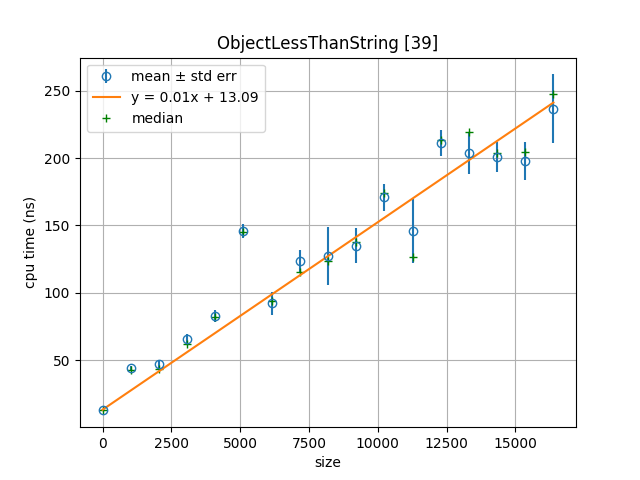 ObjectLessThanString [39]
mean ± std err
y = 0.01x + 13.09
median
cpu time (ns)
250
200
150
100
50
0 2500 5000 7500 10000 12500 15000
size